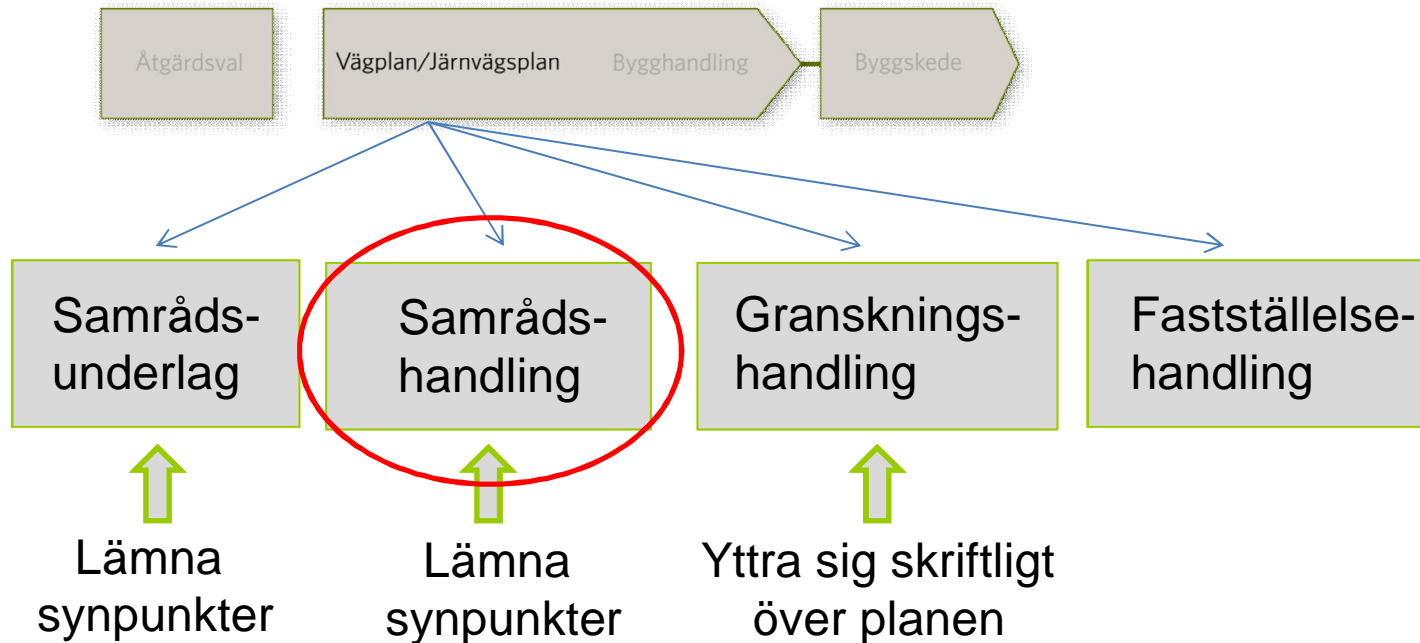 Åtgärdsval
Vägplan/Järnvägsplan
Bygghandling
Byggskede
Samråds-
underlag
Samråds-
handling
Gransknings-
handling
Fastställelse-
handling
Lämna
synpunkter
Lämna
synpunkter
Yttra sig skriftligt
över planen